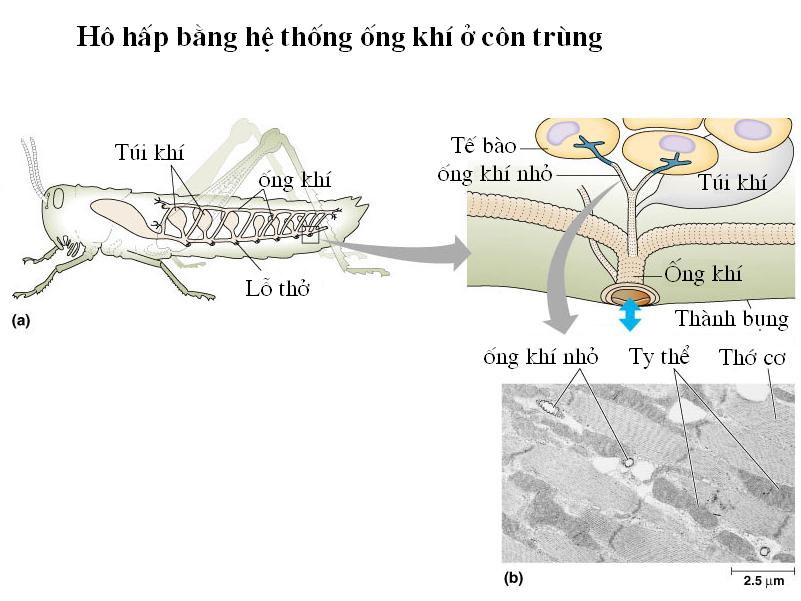 Hô hấp bằng hệ thống ống khí ở côn trùng
Túi khí
ống khí
Lỗ thở
(a)
Tế bào
ống khí nhỏ
Túi khí
Ống khí
Thành bụng
ống khí nhỏ
Ty thể
Thớ cơ
(b)
2.5 µm